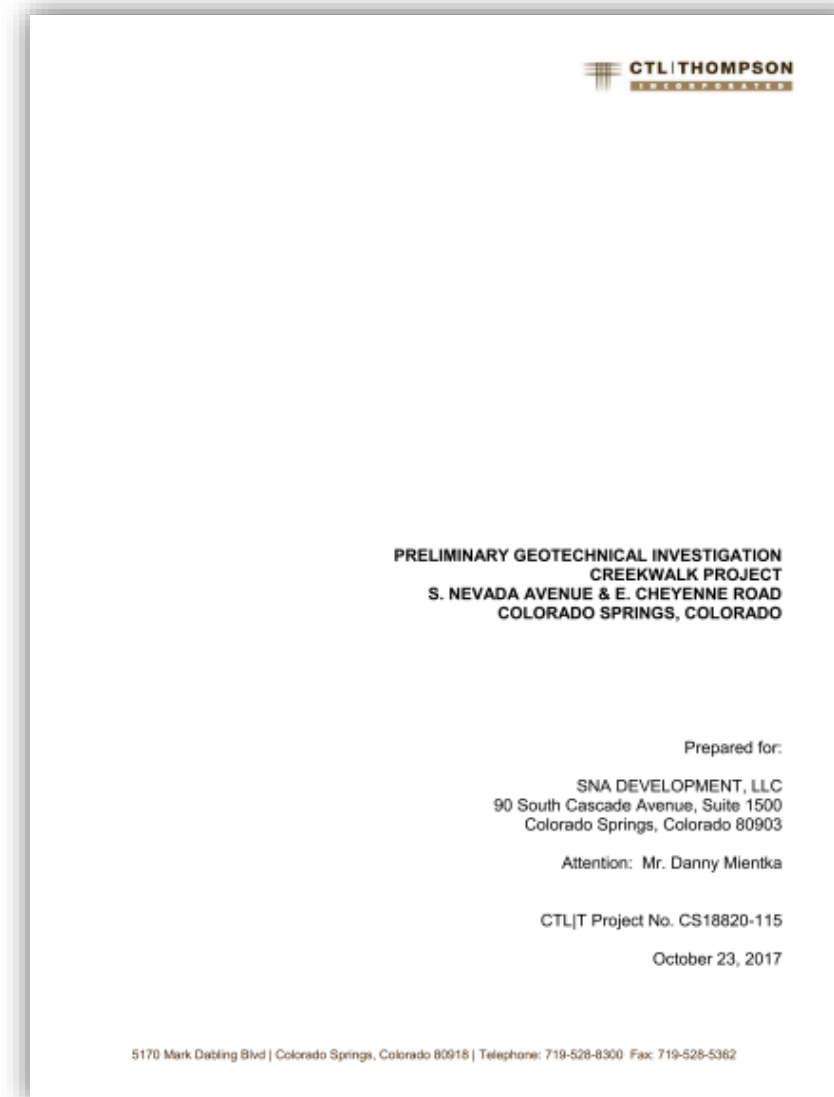 CTL|THOMPSON
INCORPORATED
PRELIMINARY GEOTECHNICAL INVESTIGATION
CREEKWALK PROJECT
S. NEVADA AVENUE & E. CHEYENNE ROAD
COLORADO SPRINGS, COLORADO
Prepared for:
SNA DEVELOPMENT, LLC
90 South Cascade Avenue, Suite 1500
Colorado Springs, Colorado 80903
Attention: Mr. Danny Mientka
CTL|T Project No. CS18820-115
October 23, 2017
5170 Mark Dabling Blvd | Colorado Springs, Colorado 80918 | Telephone: 719-528-8300 Fax: 719-528-5362